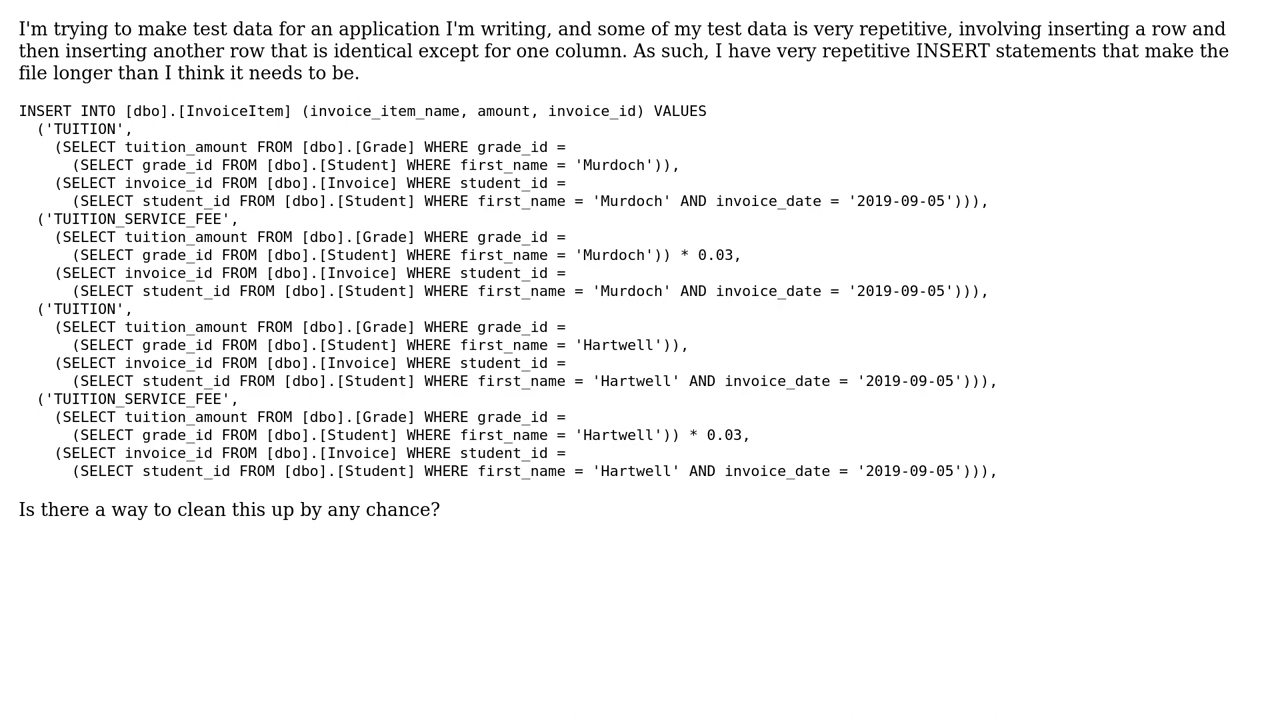 I'm trying to make test data for an application I'm writing, and some of my test data is very repetitive, involving inserting a row and
then inserting another row that is identical except for one column. As such, I have very repetitive INSERT statements that make the
file longer than I think it needs to be.
INSERT INTO [dbo].[InvoiceItem] (invoice_item_name, amount, invoice_id) VALUES
  ('TUITION',
    (SELECT tuition_amount FROM [dbo].[Grade] WHERE grade_id =
      (SELECT grade_id FROM [dbo].[Student] WHERE first_name = 'Murdoch')),
    (SELECT invoice_id FROM [dbo].[Invoice] WHERE student_id =
      (SELECT student_id FROM [dbo].[Student] WHERE first_name = 'Murdoch' AND invoice_date = '2019-09-05'))),
  ('TUITION_SERVICE_FEE',
    (SELECT tuition_amount FROM [dbo].[Grade] WHERE grade_id =
      (SELECT grade_id FROM [dbo].[Student] WHERE first_name = 'Murdoch')) * 0.03,
    (SELECT invoice_id FROM [dbo].[Invoice] WHERE student_id =
      (SELECT student_id FROM [dbo].[Student] WHERE first_name = 'Murdoch' AND invoice_date = '2019-09-05'))),
  ('TUITION',
    (SELECT tuition_amount FROM [dbo].[Grade] WHERE grade_id =
      (SELECT grade_id FROM [dbo].[Student] WHERE first_name = 'Hartwell')),
    (SELECT invoice_id FROM [dbo].[Invoice] WHERE student_id =
      (SELECT student_id FROM [dbo].[Student] WHERE first_name = 'Hartwell' AND invoice_date = '2019-09-05'))),
  ('TUITION_SERVICE_FEE',
    (SELECT tuition_amount FROM [dbo].[Grade] WHERE grade_id =
      (SELECT grade_id FROM [dbo].[Student] WHERE first_name = 'Hartwell')) * 0.03,
    (SELECT invoice_id FROM [dbo].[Invoice] WHERE student_id =
      (SELECT student_id FROM [dbo].[Student] WHERE first_name = 'Hartwell' AND invoice_date = '2019-09-05'))),
Is there a way to clean this up by any chance?